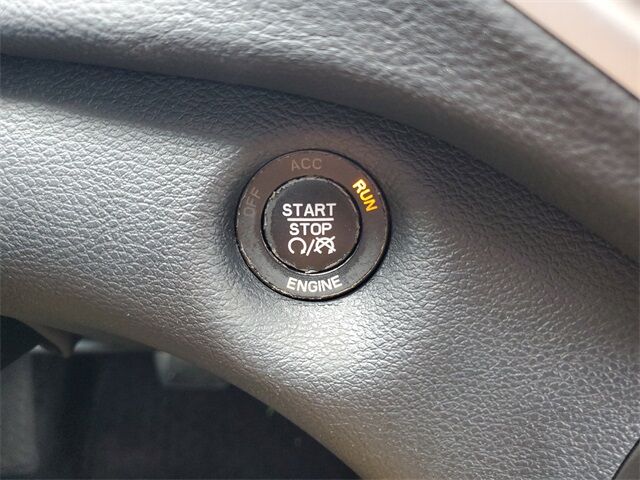 OFF
ACC
RUN
START
STOP
ENGINE